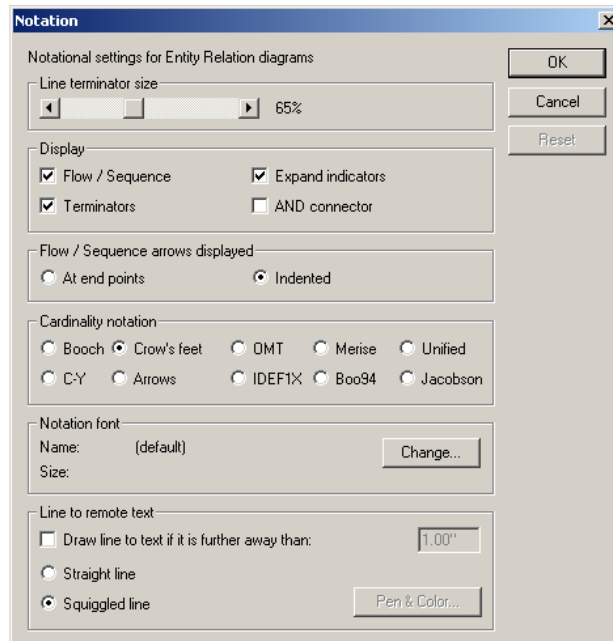 Notation
Notational settings for Entity Relation diagrams
OK
Cancel
Reset
Line terminator size
65%
Display
Flow / Sequence
Expand indicators
Terminators
AND connector
Flow / Sequence arrows displayed
At end points
Indented
Cardinality notation
Booch
Crow's feet
OMT
Merise
Unified
C-Y
Arrows
IDEF1X
Boo94
Jacobson
Notation font
Name: (default)
Change...
Size:
Line to remote text
Draw line to text if it is further away than: 1.00"
Straight line
Squiggled line
Pen & Color...